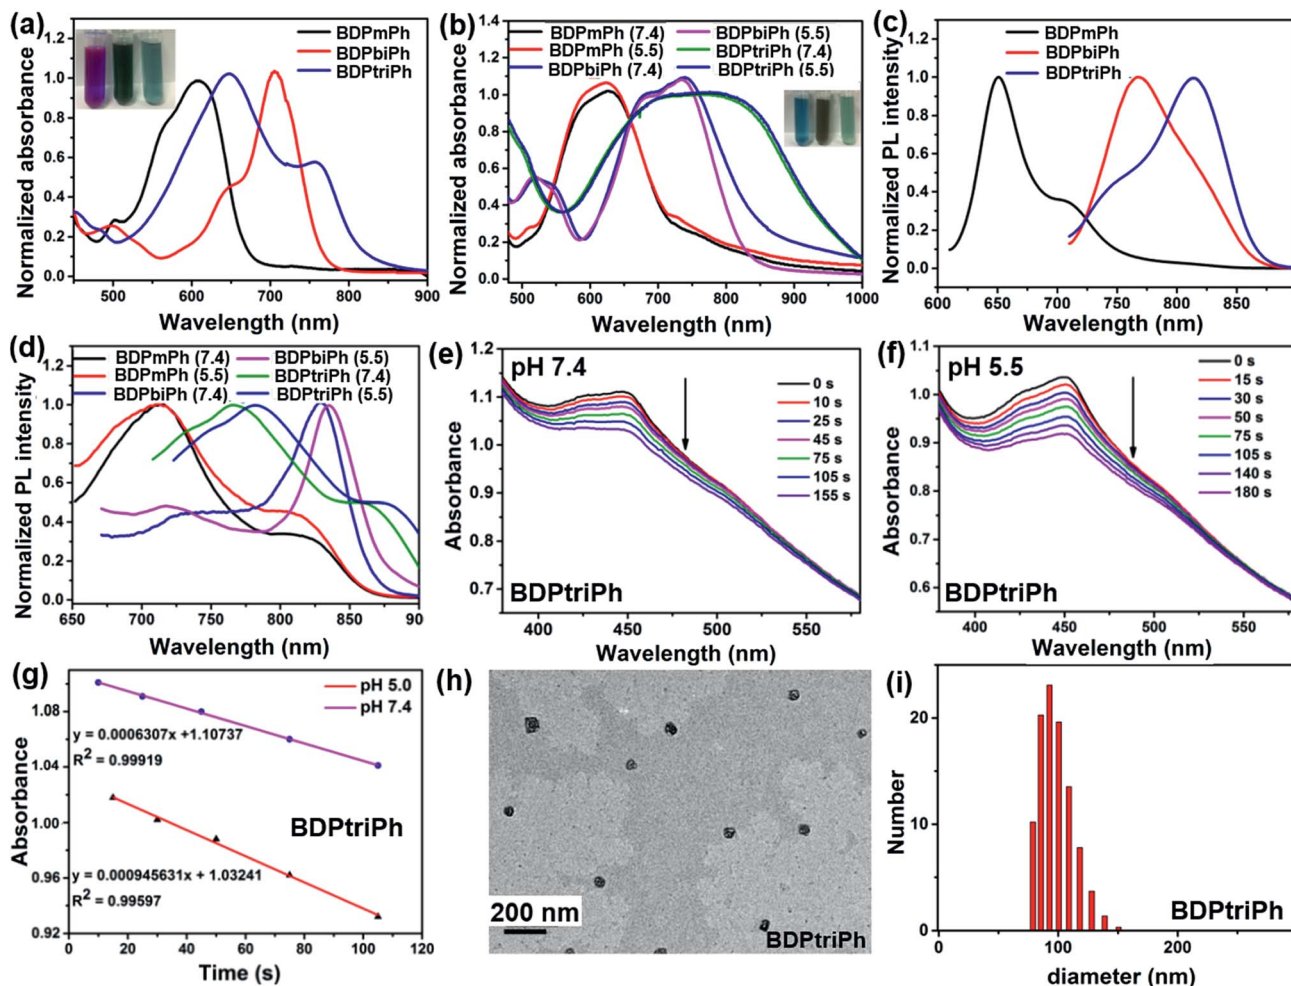 (a)
BDPmPh
BDPbiPh
BDPtriPh
1.2
1.0
0.8
0.6
0.4
0.2
0.0
Normalized absorbance
500 600 700 800 900
Wavelength (nm)
(b)
BDPmPh (7.4) BDPbiPh (5.5)
BDPmPh (5.5) BDPtriPh (7.4)
BDPbiPh (7.4) BDPtriPh (5.5)
1.4
1.2
1.0
0.8
0.6
0.4
0.2
0.0
Normalized absorbance
500 600 700 800 900 1000
Wavelength (nm)
(c)
BDPmPh
BDPbiPh
BDPtriPh
1.2
1.0
0.8
0.6
0.4
0.2
0.0
Normalized PL intensity
600 650 700 750 800 850
Wavelength (nm)
(d)
BDPmPh (7.4) BDPbiPh (5.5)
BDPmPh (5.5) BDPtriPh (7.4)
BDPbiPh (7.4) BDPtriPh (5.5)
1.2
1.0
0.8
0.6
0.4
0.2
0.0
Normalized PL intensity
650 700 750 800 850 900
Wavelength (nm)
(e)
pH 7.4
0 s
10 s
25 s
45 s
75 s
105 s
155 s
1.2
1.1
1.0
0.9
0.8
0.7
Absorbance
BDPtriPh
400 450 500 550
Wavelength (nm)
(f)
pH 5.5
0 s
15 s
30 s
50 s
75 s
105 s
140 s
180 s
1.1
1.0
0.9
0.8
0.7
0.6
Absorbance
BDPtriPh
400 450 500 550
Wavelength (nm)
(g)
pH 5.0
pH 7.4
1.08
1.04
1.00
0.96
0.92
Absorbance
y = 0.0006307x +1.10737
R² = 0.99919
BDPtriPh
y = 0.000945631x + 1.03241
R² = 0.99597
0 20 40 60 80 100 120
Time (s)
(h)
200 nm
BDPtriPh
(i)
20
10
0
Number
BDPtriPh
0 100 200
diameter (nm)